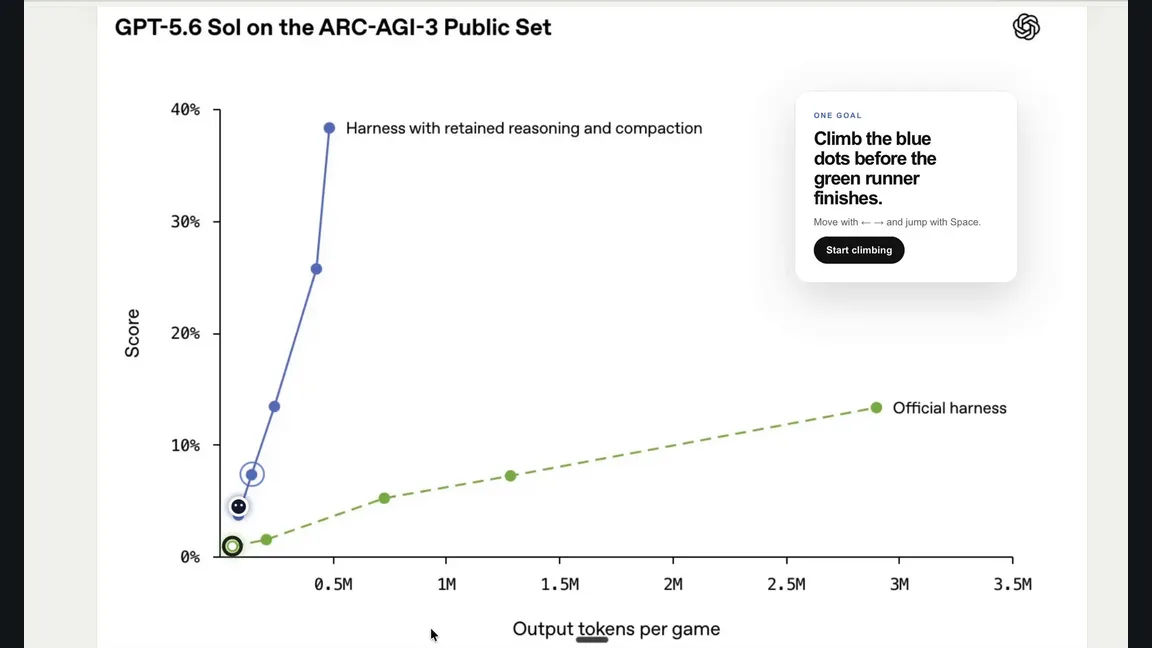 GPT-5.6 Sol on the ARC-AGI-3 Public Set
40%
Harness with retained reasoning and compaction
ONE GOAL
Climb the blue
dots before the
green runner
finishes.
Move with ← → and jump with Space.
Start climbing
30%
20%
Score
10%
Official harness
0%
0.5M
1M
1.5M
2M
2.5M
3M
3.5M
Output tokens per game